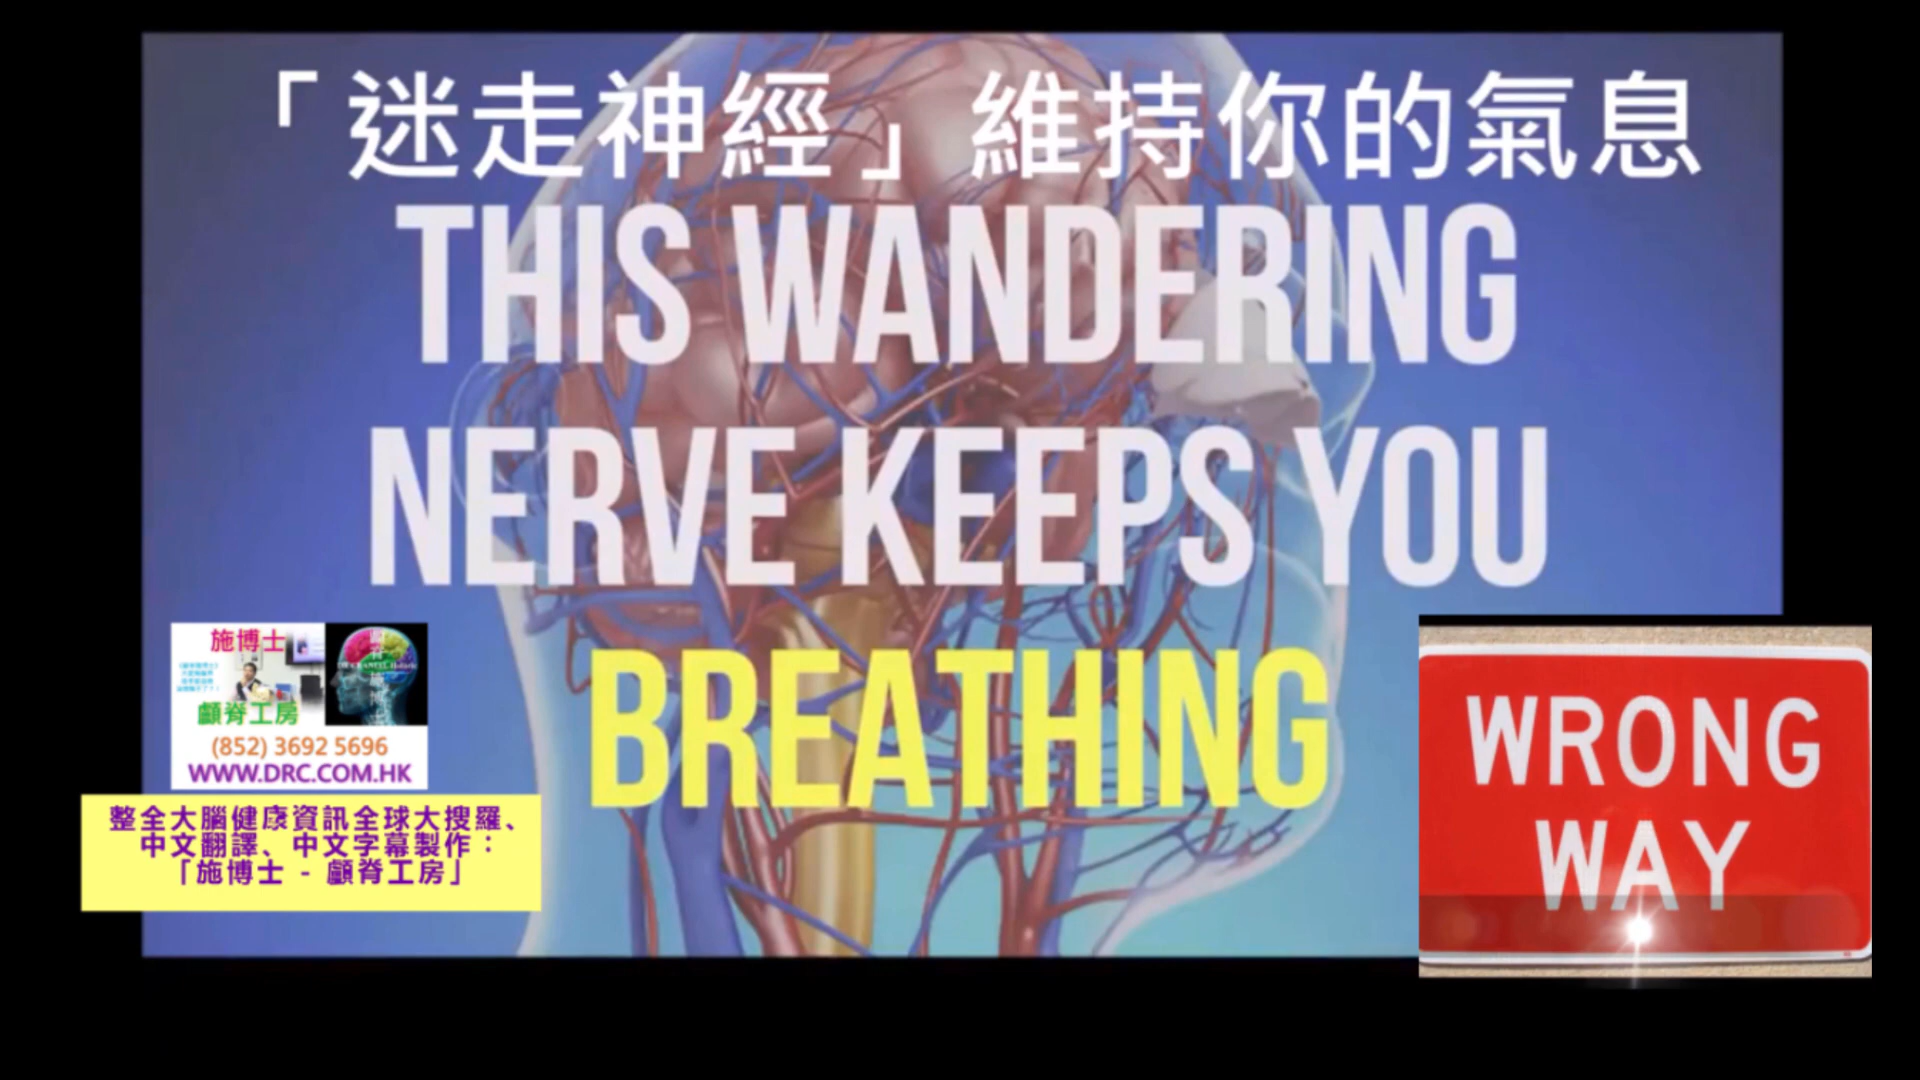 「迷走神經」維持你的氣息
THIS WANDERING
NERVE KEEPS YOU
BREATHING
施博士
顱脊工房
(852) 3692 5696
WWW.DRC.COM.HK
整全大腦健康資訊全球大搜羅、
中文翻譯、中文字幕製作：
「施博士 - 顱脊工房」
WRONG
WAY